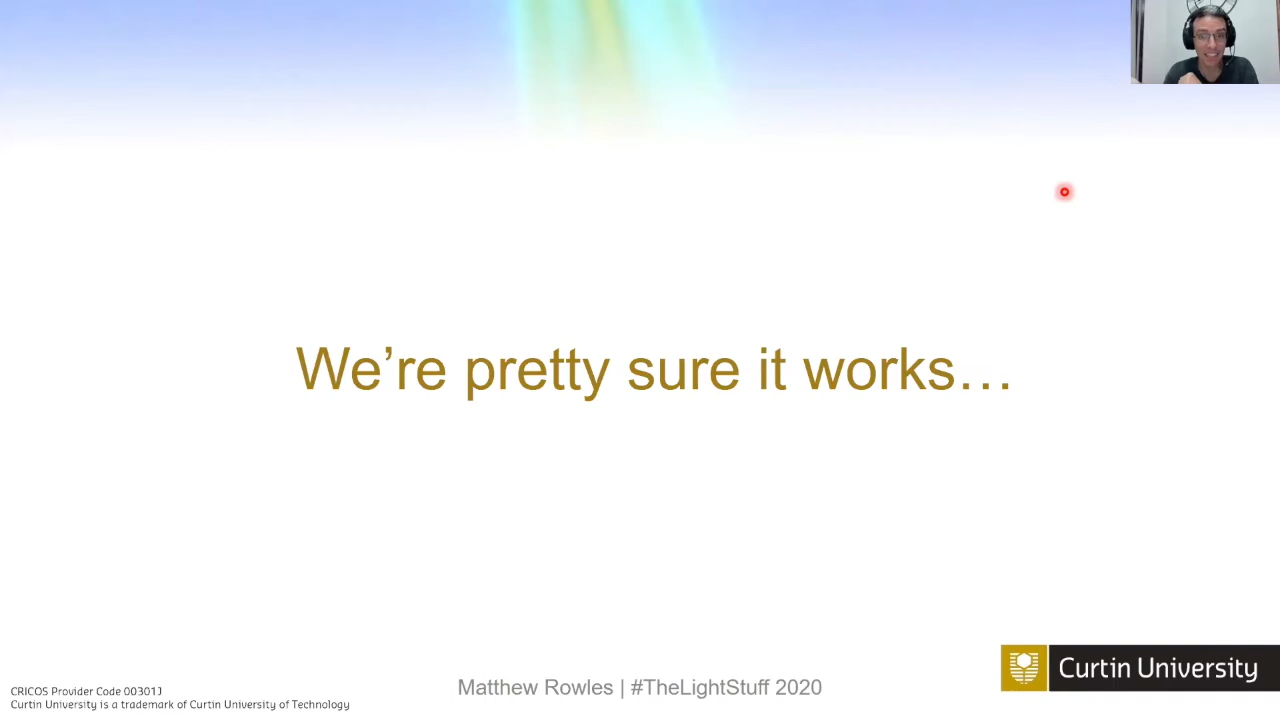 We’re pretty sure it works…
Curtin University
CRICOS Provider Code 00301J
Curtin University is a trademark of Curtin University of Technology
Matthew Rowles | #TheLightStuff 2020